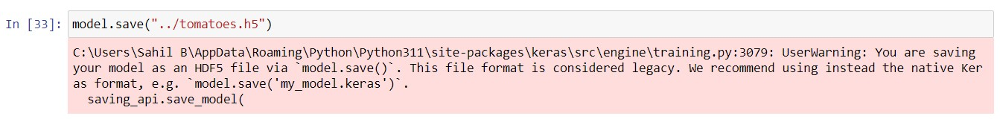 In [33]: model.save("../tomatoes.h5")
C:\Users\Sahil B\AppData\Roaming\Python\Python311\site-packages\keras\src\engine\training.py:3079: UserWarning: You are saving
your model as an HDF5 file via `model.save()`. This file format is considered legacy. We recommend using instead the native Ker
as format, e.g. `model.save('my_model.keras')`.
  saving_api.save_model(